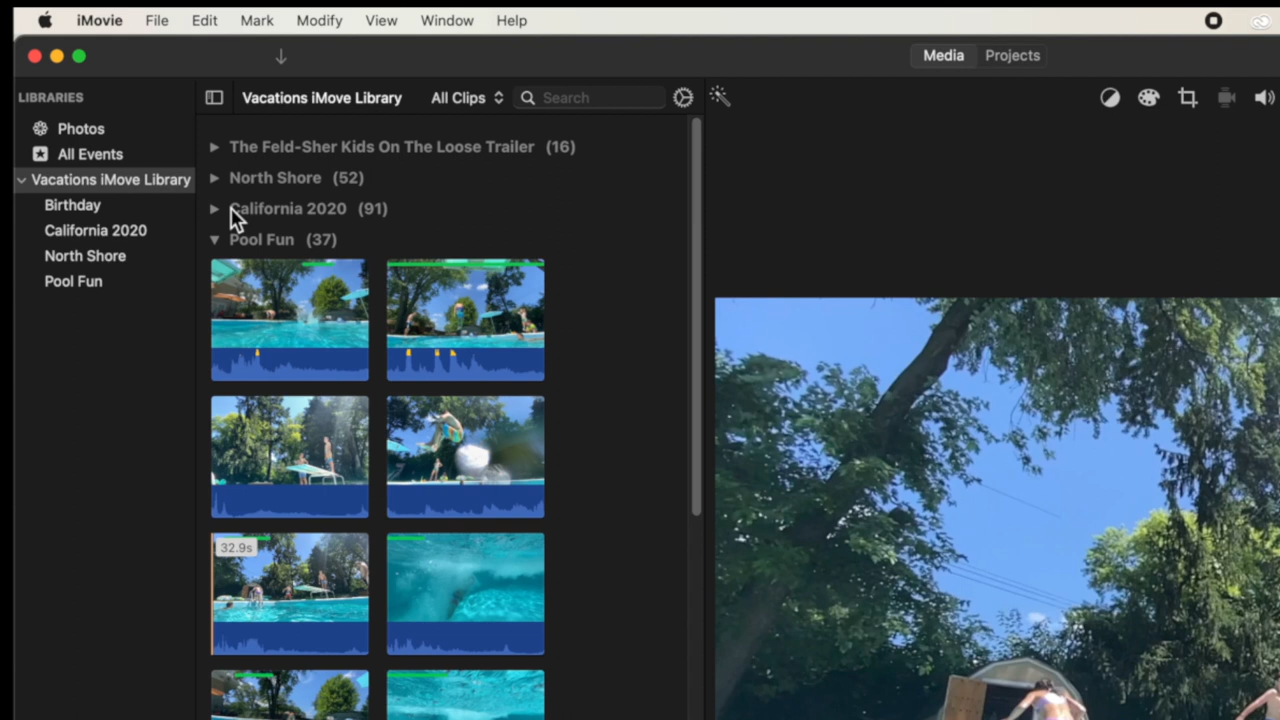 iMovie File Edit Mark Modify View Window Help
Media Projects
LIBRARIES
Vacations iMove Library All Clips Search
Photos
All Events
Vacations iMove Library
Birthday
California 2020
North Shore
Pool Fun
The Feld-Sher Kids On The Loose Trailer (16)
North Shore (52)
California 2020 (91)
Pool Fun (37)
32.9s